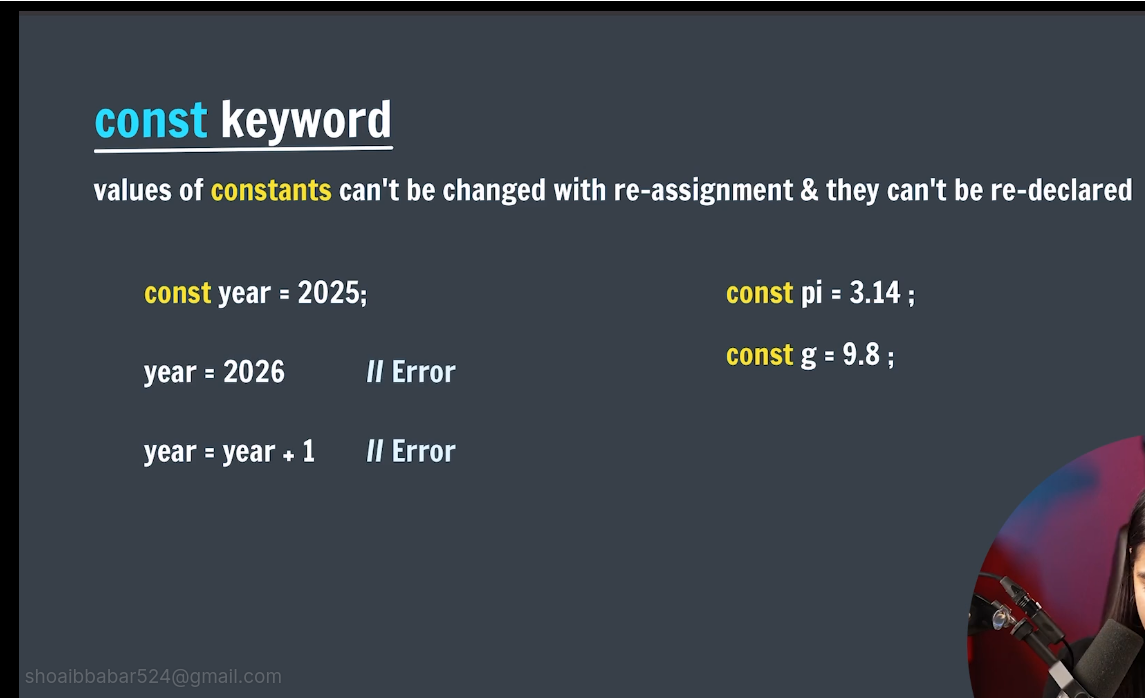 const keyword
values of constants can't be changed with re-assignment & they can't be re-declared
const year = 2025;
year = 2026 // Error
year = year + 1 // Error
const pi = 3.14 ;
const g = 9.8 ;
shoaibbabar524@gmail.com